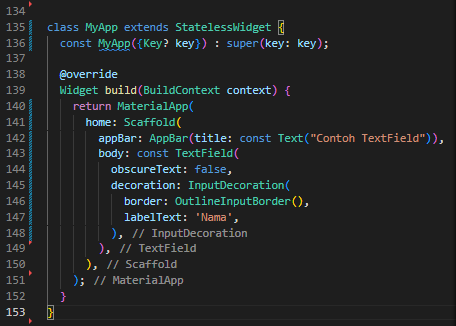 134
135 class MyApp extends StatelessWidget {
136   const MyApp({Key? key}) : super(key: key);
137
138   @override
139   Widget build(BuildContext context) {
140     return MaterialApp(
141       home: Scaffold(
142         appBar: AppBar(title: const Text("Contoh TextField")),
143         body: const TextField(
144           obscureText: false,
145           decoration: InputDecoration(
146             border: OutlineInputBorder(),
147             labelText: 'Nama',
148           ), // InputDecoration
149         ), // TextField
150       ), // Scaffold
151     ); // MaterialApp
152   }
153 }